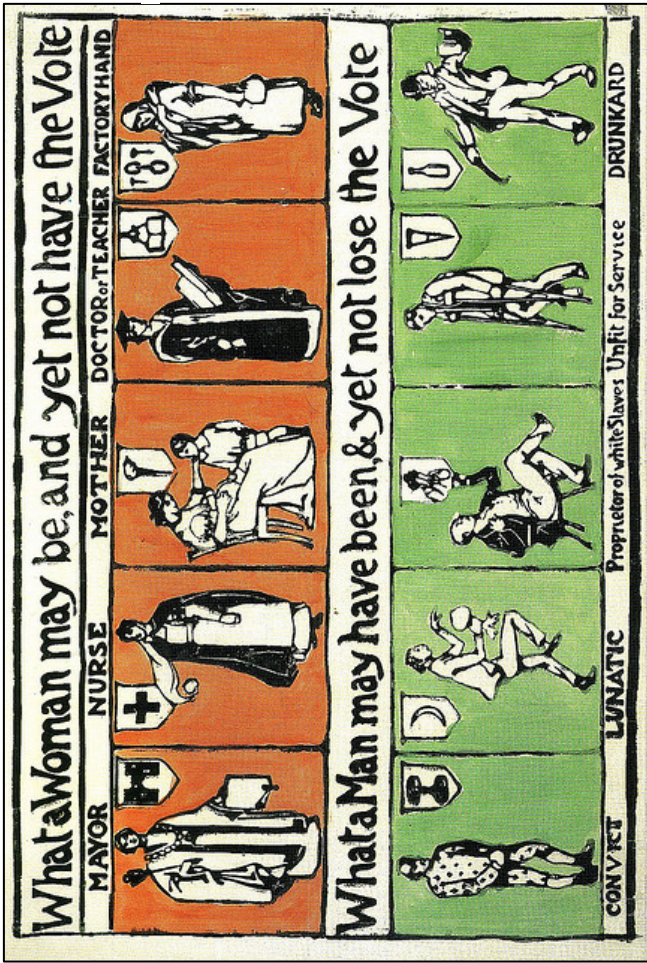 What a Woman may be, and yet not have the Vote
MAYOR NURSE MOTHER DOCTOR or TEACHER FACTORY HAND
What a Man may have been, & yet not lose the Vote
CONVICT LUNATIC Proprietor of white Slaves Unfit for Service DRUNKARD